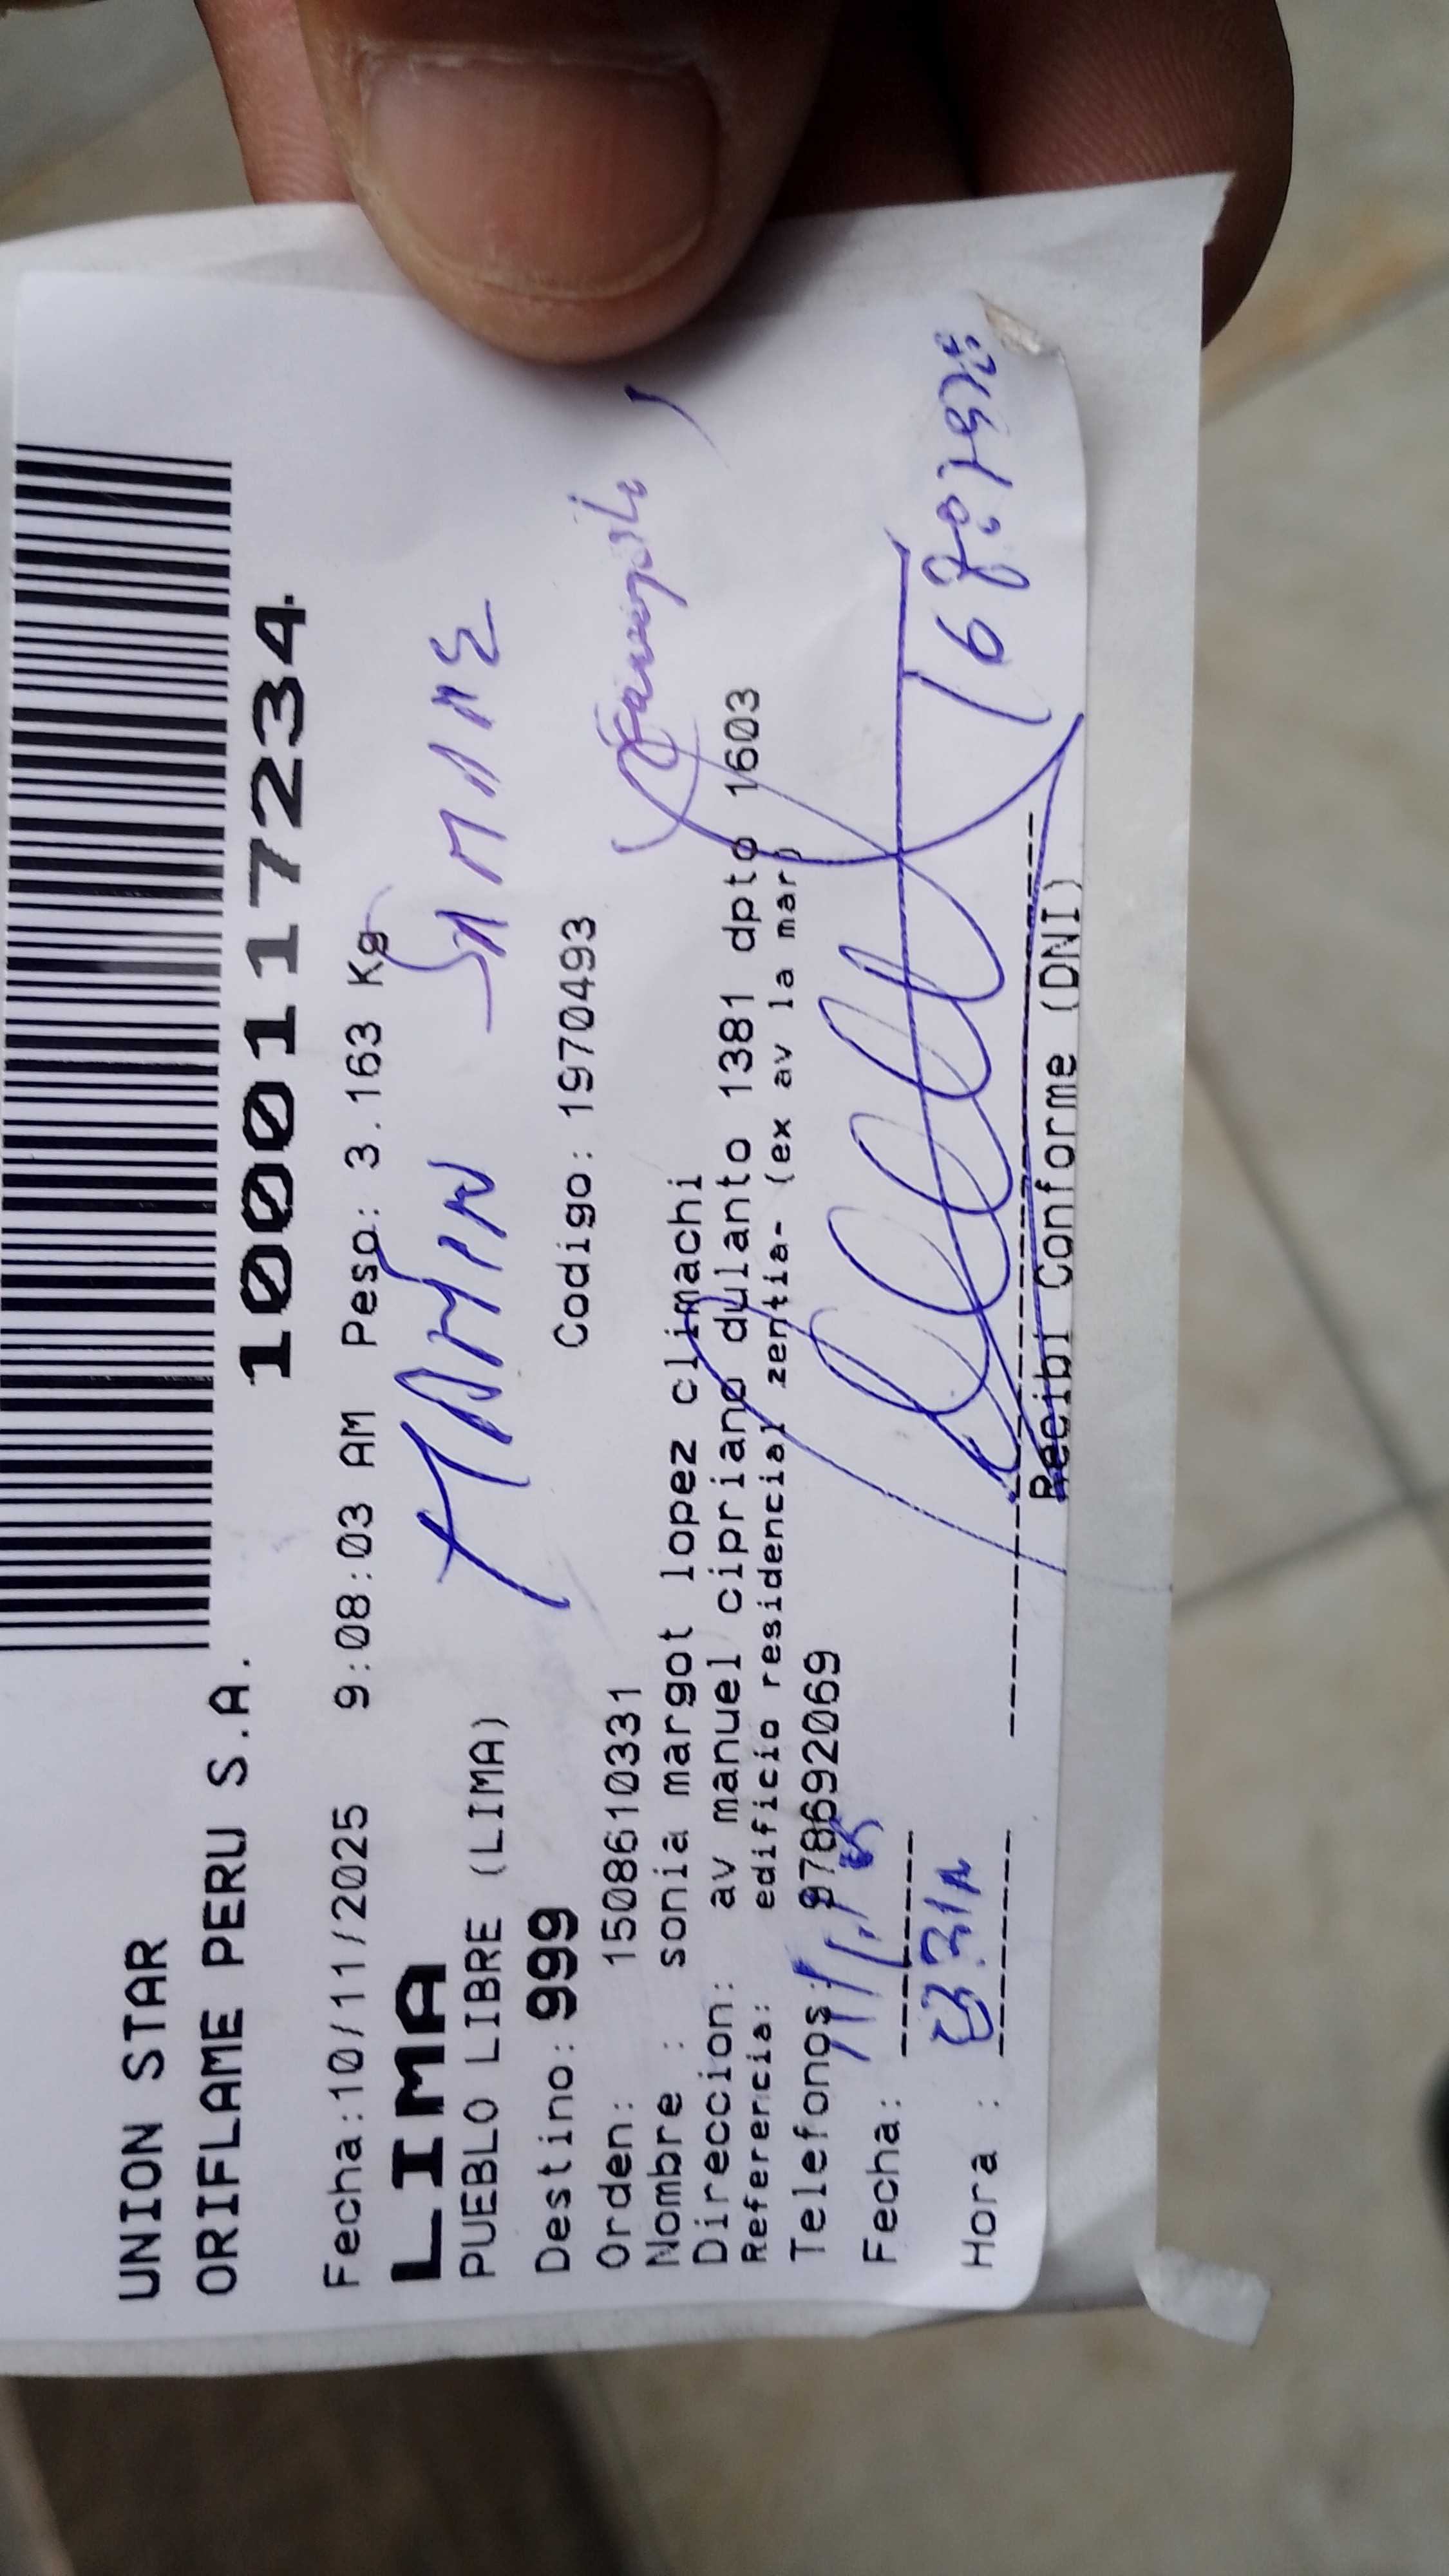 UNION STAR
ORIFLAME PERU S.A.
1000117234
Fecha:10/11/2025 9:08:03 AM Peso: 3.163 Kg
LIMA
PUEBLO LIBRE (LIMA)
Destino: 999 Codigo: 1970493
Orden: 1508610331
Nombre : sonia margot lopez climachi
Direccion: av manuel cipriano dulanto 1381 dpto 1603
Referencia: edificio residencial zentia- (ex av la mar)
Telefonos: 978692069
Fecha:
Hora :
Recibi Conforme (DNI)